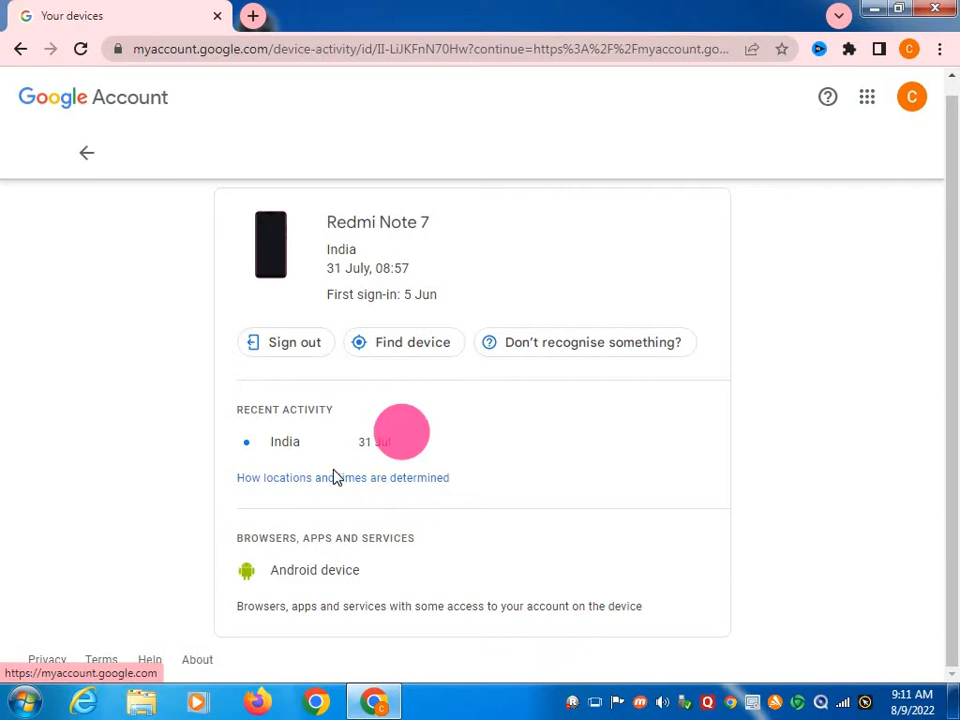 Your devices
myaccount.google.com/device-activity/id/II-LiJKFnN70Hw?continue=https%3A%2F%2Fmyaccount.go...
C
Google Account
C
Redmi Note 7
India
31 July, 08:57
First sign-in: 5 Jun
Sign out
Find device
Don't recognise something?
RECENT ACTIVITY
India 31 Jul
How locations and times are determined
BROWSERS, APPS AND SERVICES
Android device
Browsers, apps and services with some access to your account on the device
Privacy Terms Help About
https://myaccount.google.com
9:11 AM
8/9/2022